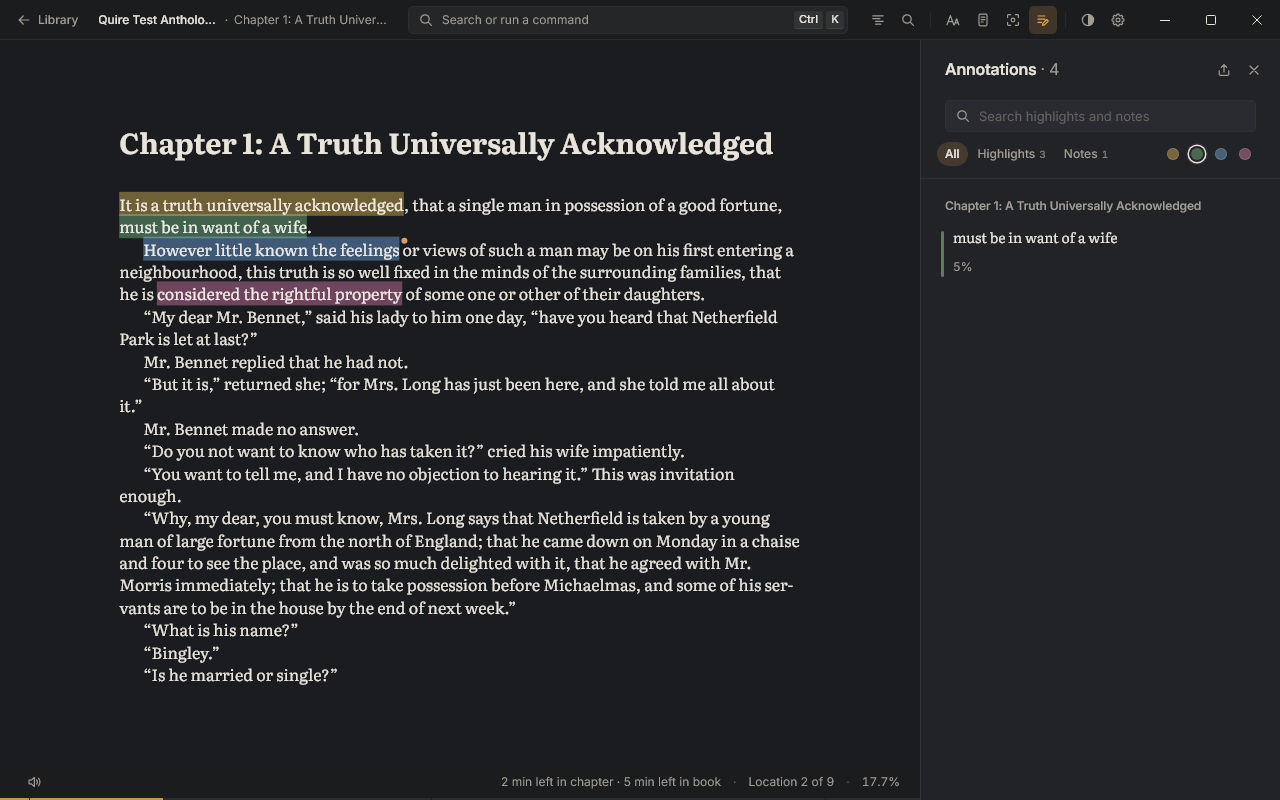 Library
Quire Test Antholo... · Chapter 1: A Truth Univer...
Search or run a command
Ctrl K
Annotations · 4
Search highlights and notes
All Highlights 3 Notes 1
Chapter 1: A Truth Universally Acknowledged
must be in want of a wife
5%
Chapter 1: A Truth Universally Acknowledged
It is a truth universally acknowledged, that a single man in possession of a good fortune,
must be in want of a wife.
However little known the feelings or views of such a man may be on his first entering a
neighbourhood, this truth is so well fixed in the minds of the surrounding families, that
he is considered the rightful property of some one or other of their daughters.
“My dear Mr. Bennet,” said his lady to him one day, “have you heard that Netherfield
Park is let at last?”
Mr. Bennet replied that he had not.
“But it is,” returned she; “for Mrs. Long has just been here, and she told me all about
it.”
Mr. Bennet made no answer.
“Do you not want to know who has taken it?” cried his wife impatiently.
“You want to tell me, and I have no objection to hearing it.” This was invitation
enough.
“Why, my dear, you must know, Mrs. Long says that Netherfield is taken by a young
man of large fortune from the north of England; that he came down on Monday in a chaise
and four to see the place, and was so much delighted with it, that he agreed with Mr.
Morris immediately; that he is to take possession before Michaelmas, and some of his ser-
vants are to be in the house by the end of next week.”
“What is his name?”
“Bingley.”
“Is he married or single?”
2 min left in chapter · 5 min left in book · Location 2 of 9 · 17.7%